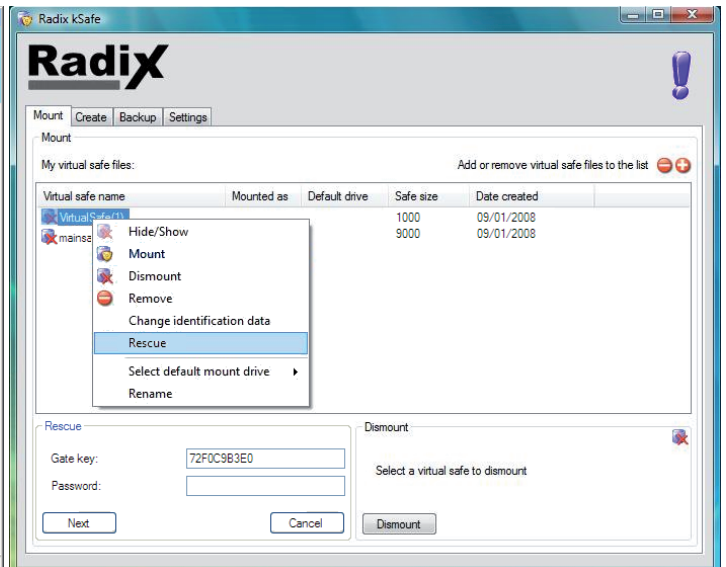 Radix kSafe
Radix
Mount Create Backup Settings
Mount
My virtual safe files: Add or remove virtual safe files to the list
Virtual safe name Mounted as Default drive Safe size Date created
VirtualSafe(1) 1000 09/01/2008
mainsa 9000 09/01/2008
Hide/Show
Mount
Dismount
Remove
Change identification data
Rescue
Select default mount drive
Rename
Rescue
Gate key: 72F0C9B3E0
Password:
Next Cancel
Dismount
Select a virtual safe to dismount
Dismount